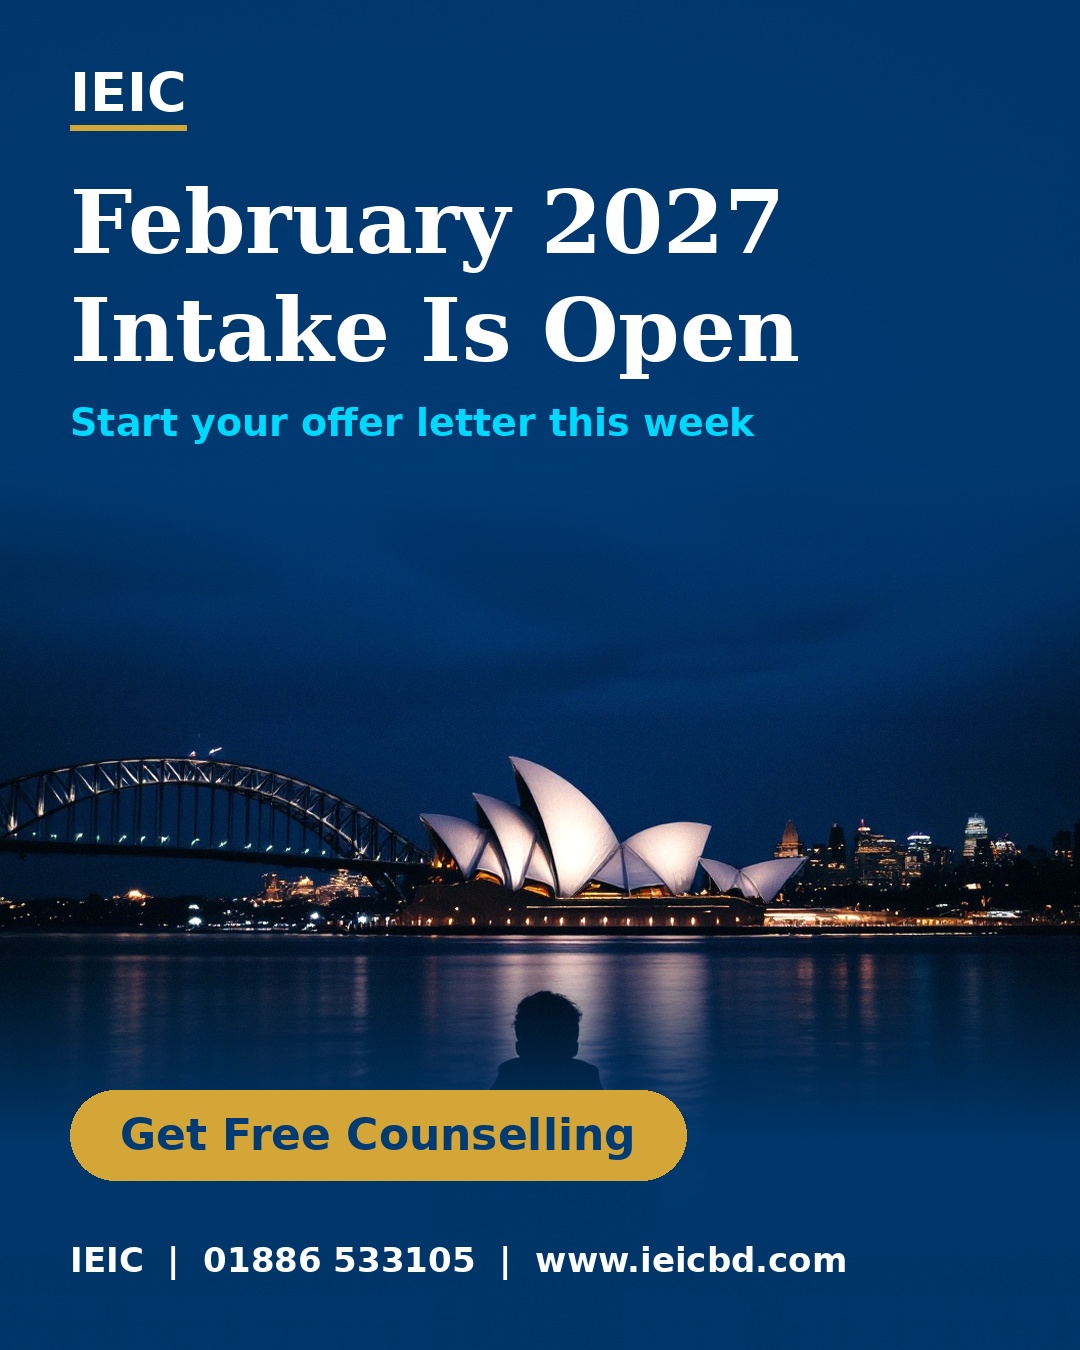 IEIC
February 2027
Intake Is Open
Start your offer letter this week
Get Free Counselling
IEIC | 01886 533105 | www.ieicbd.com